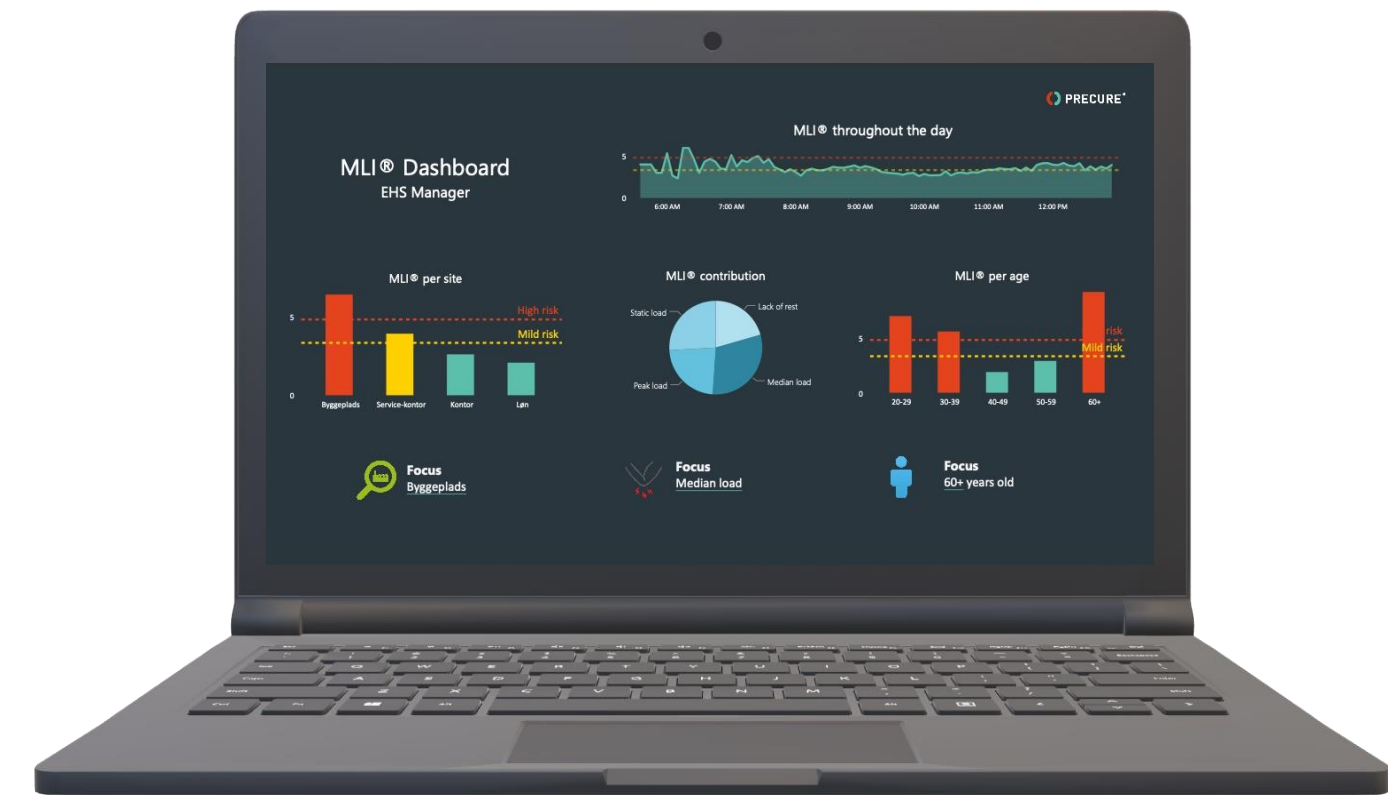 PRECURE
MLI® Dashboard
EHS Manager
MLI® throughout the day
5
0
6:00 AM
7:00 AM
8:00 AM
9:00 AM
10:00 AM
11:00 AM
12:00 PM
MLI® per site
5
0
High risk
Mild risk
Byggeplads
Service-kontor
Kontor
Løn
MLI® contribution
Static load
Lack of rest
Peak load
Median load
MLI® per age
5
0
risk
Mild risk
20-29
30-39
40-49
50-59
60+
Focus
Byggeplads
Focus
Median load
Focus
60+ years old
Q W E R T Y U I O P
A S D F G H J K L
Z X C V B N M